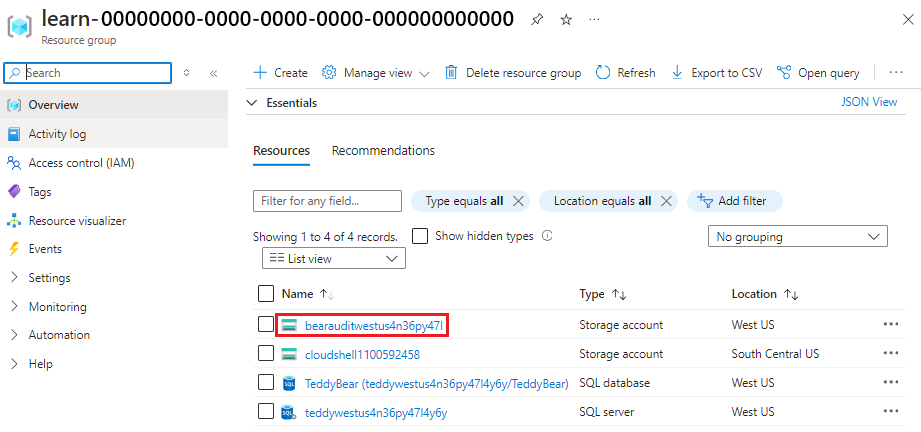 learn-00000000-0000-0000-0000-000000000000
Resource group
Search
Overview
Activity log
Access control (IAM)
Tags
Resource visualizer
Events
Settings
Monitoring
Automation
Help
Create Manage view Delete resource group Refresh Export to CSV Open query
Essentials JSON View
Resources Recommendations
Filter for any field... Type equals all Location equals all Add filter
Showing 1 to 4 of 4 records. Show hidden types No grouping
List view
Name Type Location
bearauditwestus4n36py47l Storage account West US
cloudshell1100592458 Storage account South Central US
TeddyBear (teddywestus4n36py47l4y6y/TeddyBear) SQL database West US
teddywestus4n36py47l4y6y SQL server West US